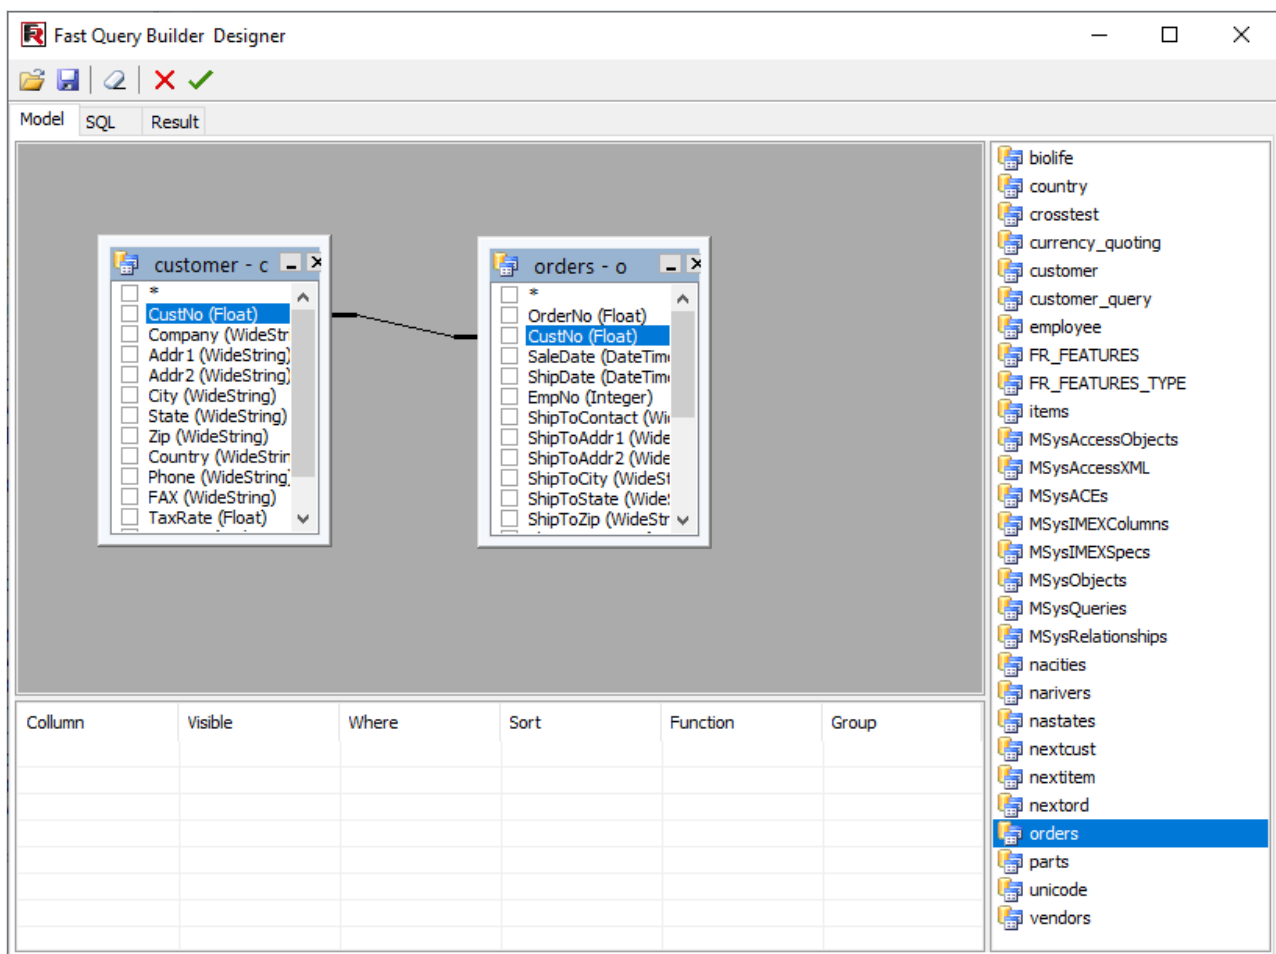 Fast Query Builder Designer
Model SQL Result
customer - c
*
CustNo (Float)
Company (WideStr
Addr1 (WideString)
Addr2 (WideString)
City (WideString)
State (WideString)
Zip (WideString)
Country (WideStrin
Phone (WideString)
FAX (WideString)
TaxRate (Float)
orders - o
*
OrderNo (Float)
CustNo (Float)
SaleDate (DateTim
ShipDate (DateTim
EmpNo (Integer)
ShipToContact (Wi
ShipToAddr1 (Wide
ShipToAddr2 (Wide
ShipToCity (WideSt
ShipToState (Wide
ShipToZip (WideStr
biolife
country
crosstest
currency_quoting
customer
customer_query
employee
FR_FEATURES
FR_FEATURES_TYPE
items
MSysAccessObjects
MSysAccessXML
MSysACEs
MSysIMEXColumns
MSysIMEXSpecs
MSysObjects
MSysQueries
MSysRelationships
nacities
narivers
nastates
nextcust
nextitem
nextord
orders
parts
unicode
vendors
Collumn Visible Where Sort Function Group